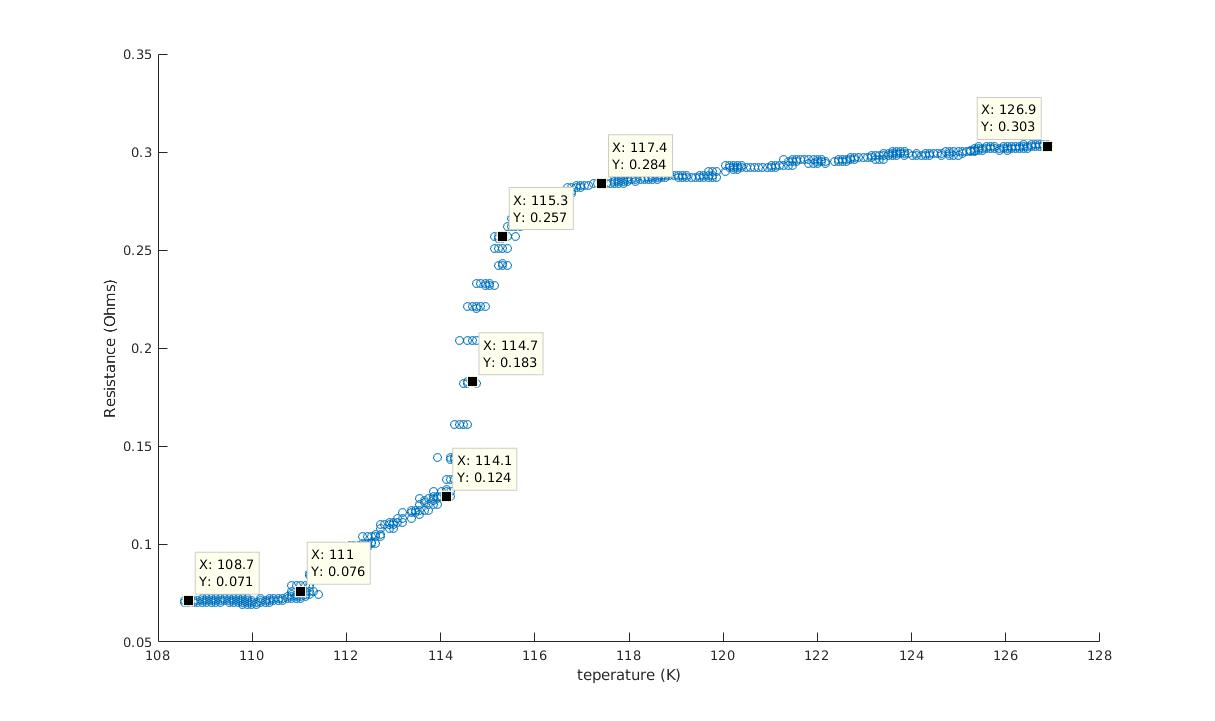 0.35
0.3
0.25
0.2
0.15
0.1
0.05
Resistance (Ohms)
X: 126.9
Y: 0.303
X: 117.4
Y: 0.284
X: 115.3
Y: 0.257
X: 114.7
Y: 0.183
X: 114.1
Y: 0.124
X: 111
Y: 0.076
X: 108.7
Y: 0.071
108 110 112 114 116 118 120 122 124 126 128
teperature (K)